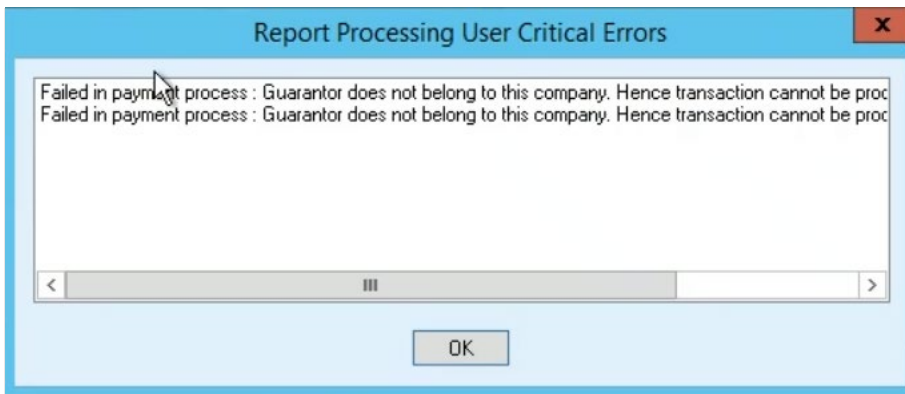 Report Processing User Critical Errors
x
Failed in payment process : Guarantor does not belong to this company. Hence transaction cannot be proc
Failed in payment process : Guarantor does not belong to this company. Hence transaction cannot be proc
OK